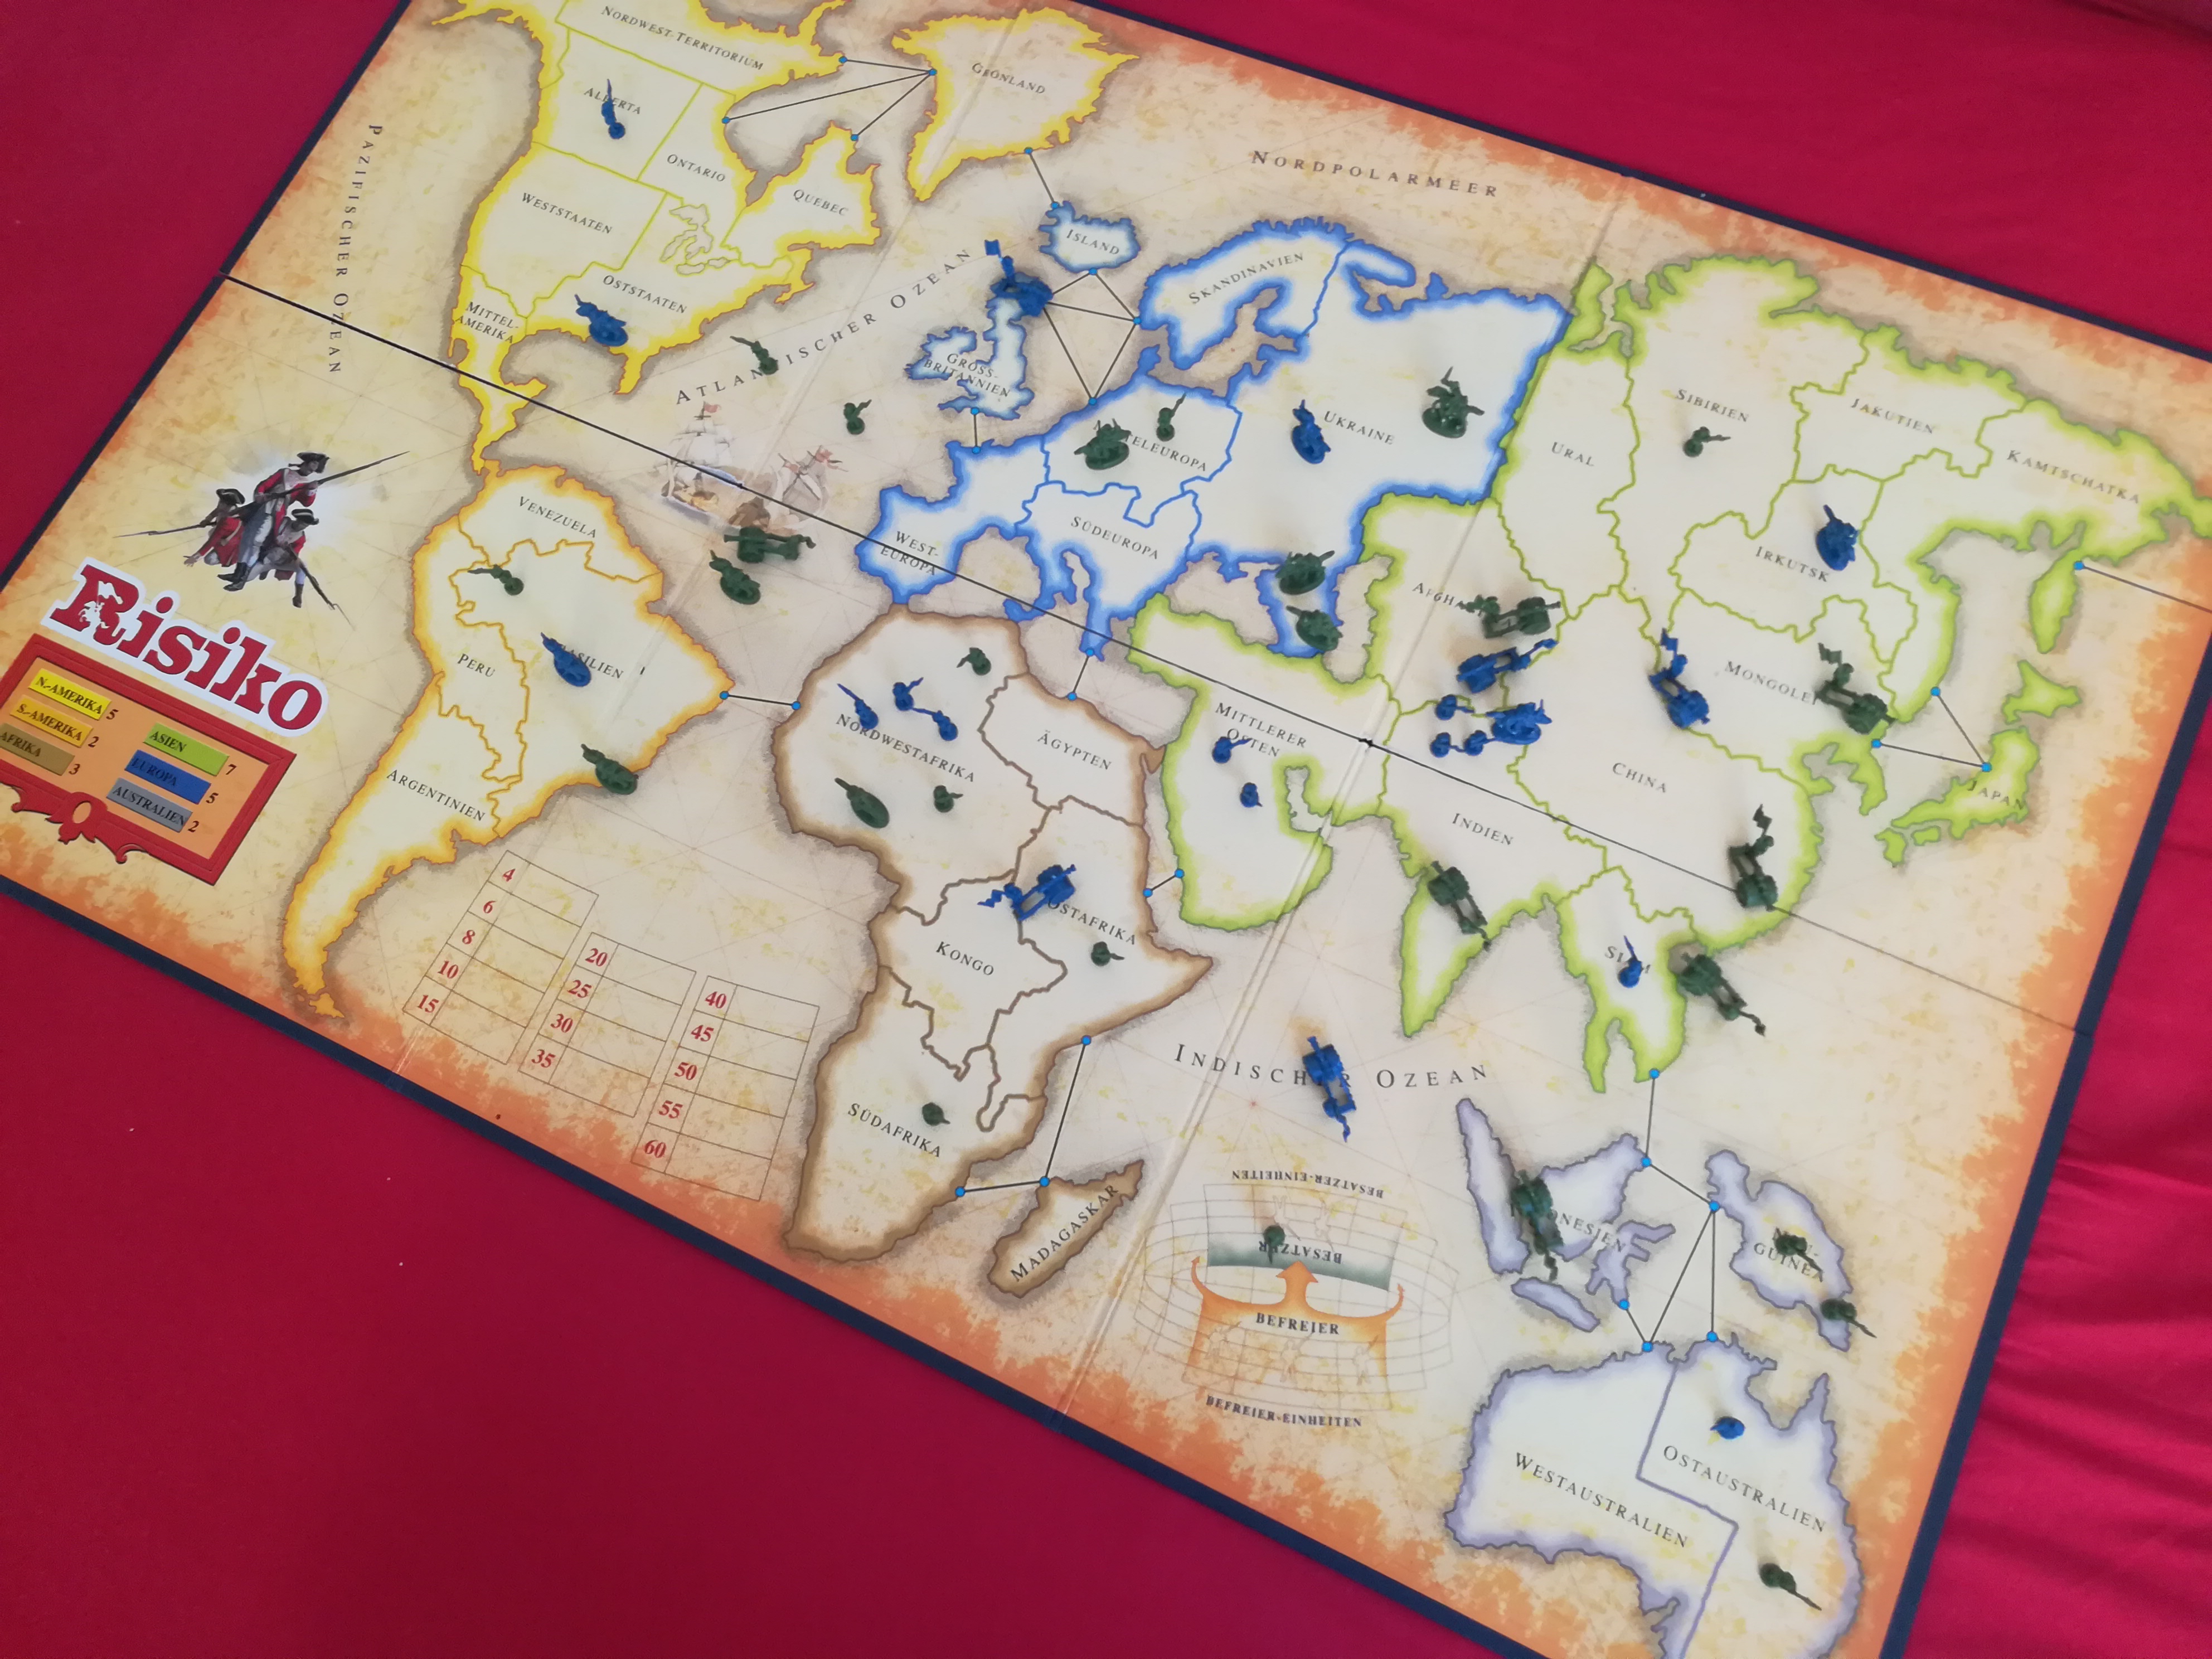 NORDWEST-TERRITORIUM
GRÖNLAND
ALBERTA
ONTARIO
QUEBEC
WESTSTAATEN
OSTSTAATEN
MITTEL-
AMERIKA
PAZIFISCHER OZEAN
NORDPOLARMEER
ATLANTISCHER OZEAN
ISLAND
SKANDINAVIEN
GROSS-
BRITANNIEN
MITTELEUROPA
UKRAINE
WEST-
EUROPA
SÜDEUROPA
URAL
SIBIRIEN
JAKUTIEN
KAMTSCHATKA
IRKUTSK
MONGOLEI
JAPAN
CHINA
MITTLERER
OSTEN
INDIEN
SIAM
VENEZUELA
PERU
BRASILIEN
ARGENTINIEN
NORDWESTAFRIKA
ÄGYPTEN
OSTAFRIKA
KONGO
SÜDAFRIKA
MADAGASKAR
INDISCHER OZEAN
INDONESIEN
NEU-
GUINEA
WESTAUSTRALIEN
OSTAUSTRALIEN
Risiko
N.-AMERIKA 5
S.-AMERIKA 2
AFRIKA 3
ASIEN 7
EUROPA 5
AUSTRALIEN 2
4
6
8
10
15
20
25
30
35
40
45
50
55
60
BESATZER-EINHEITEN
BESATZER
BEFREIER
BEFREIER-EINHEITEN